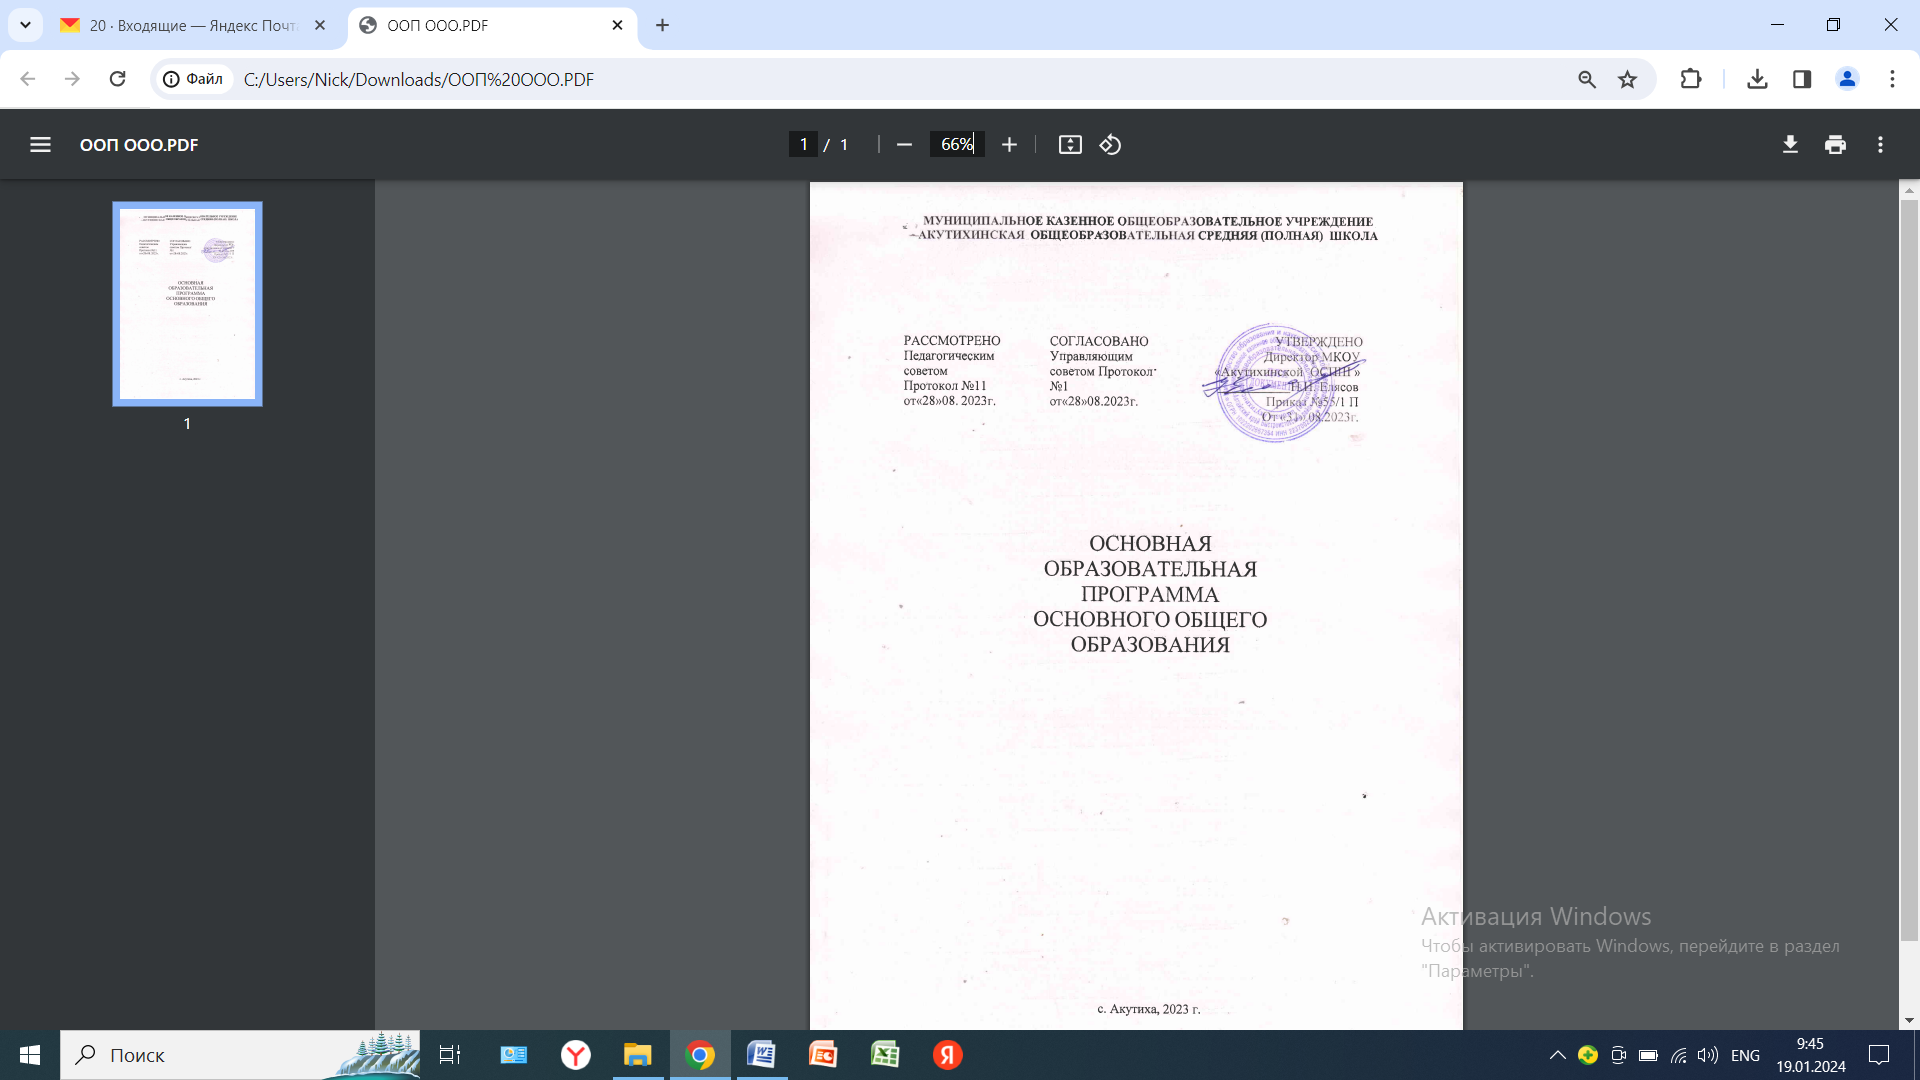 20 · Входящие — Яндекс Почт
ООП ООО.PDF
Файл
C:/Users/Nick/Downloads/ООП%20ООО.PDF
ООП ООО.PDF
1 / 1
66%
1
МУНИЦИПАЛЬНОЕ КАЗЕННОЕ ОБЩЕОБРАЗОВАТЕЛЬНОЕ УЧРЕЖДЕНИЕ
АКУТИХИНСКАЯ ОБЩЕОБРАЗОВАТЕЛЬНАЯ СРЕДНЯЯ (ПОЛНАЯ) ШКОЛА
РАССМОТРЕНО
Педагогическим
советом
Протокол №11
от«28»08. 2023г.
СОГЛАСОВАНО
Управляющим
советом Протокол
№1
от«28»08.2023г.
УТВЕРЖДЕНО
Директор МКОУ
«Акутихинской ОСПШ»
Елясов
Приказ №55/1 П
От «31» 08.2023г.
ОСНОВНАЯ
ОБРАЗОВАТЕЛЬНАЯ
ПРОГРАММА
ОСНОВНОГО ОБЩЕГО
ОБРАЗОВАНИЯ
с. Акутиха, 2023 г.
Активация Windows
Чтобы активировать Windows, перейдите в раздел
"Параметры".
Поиск
ENG
9:45
19.01.2024